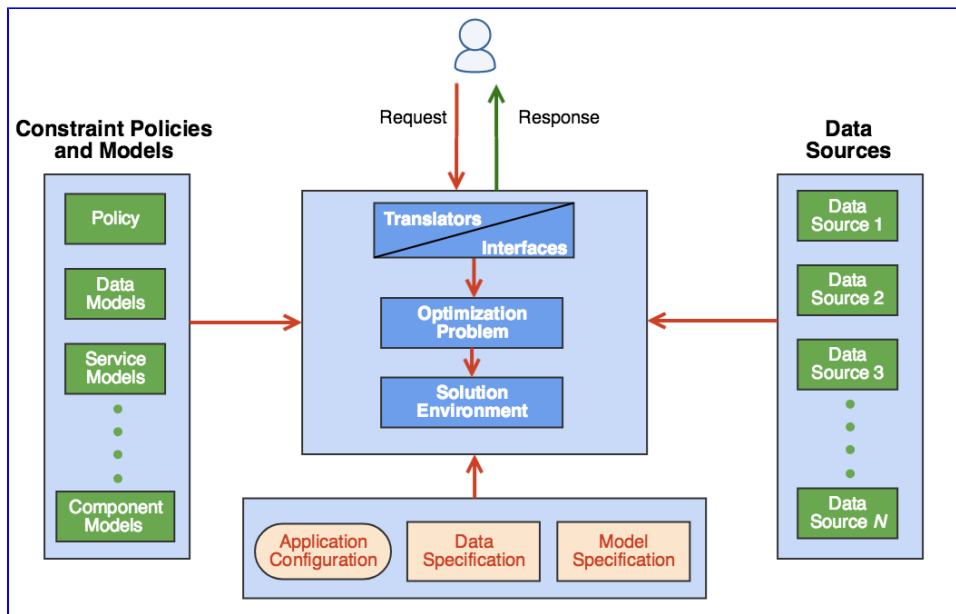 Request
Response
Constraint Policies
and Models
Policy
Data
Models
Service
Models
Component
Models
Translators
Interfaces
Optimization
Problem
Solution
Environment
Data
Sources
Data
Source 1
Data
Source 2
Data
Source 3
Data
Source N
Application
Configuration
Data
Specification
Model
Specification